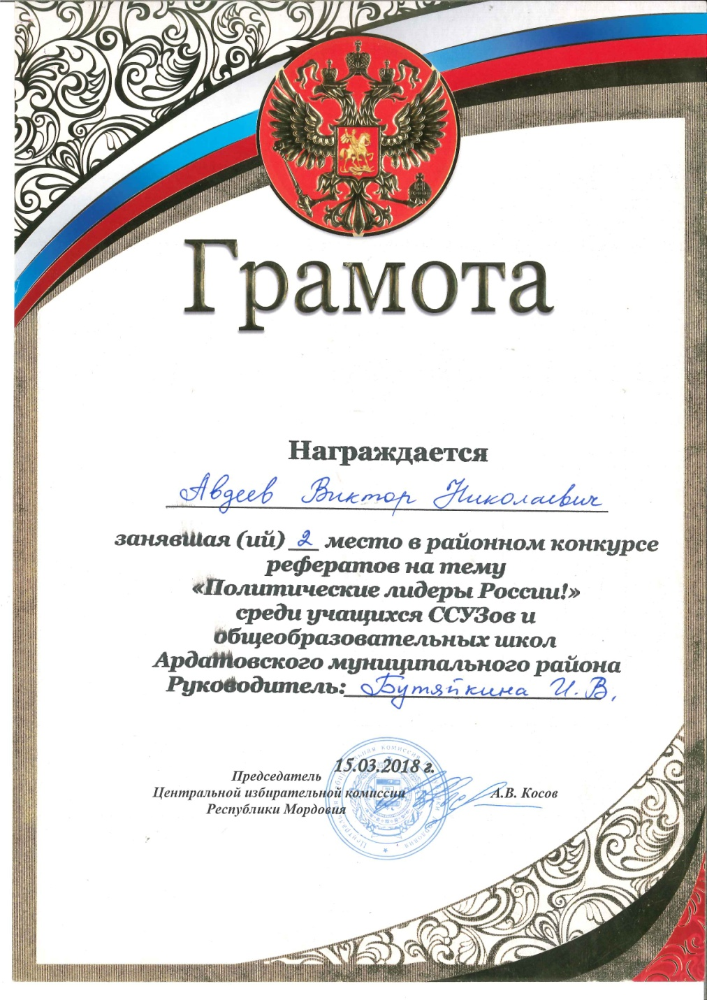 Грамота
Награждается
Авдеев Виктор Николаевич
занявшая (ий) 2 место в районном конкурсе
рефератов на тему
«Политические лидеры России!»
среди учащихся ССУЗов и
общеобразовательных школ
Ардатовского муниципального района
Руководитель: Бутяйкина И.В.
15.03.2018 г.
Председатель
Центральной избирательной комиссии А.В. Косов
Республики Мордовия